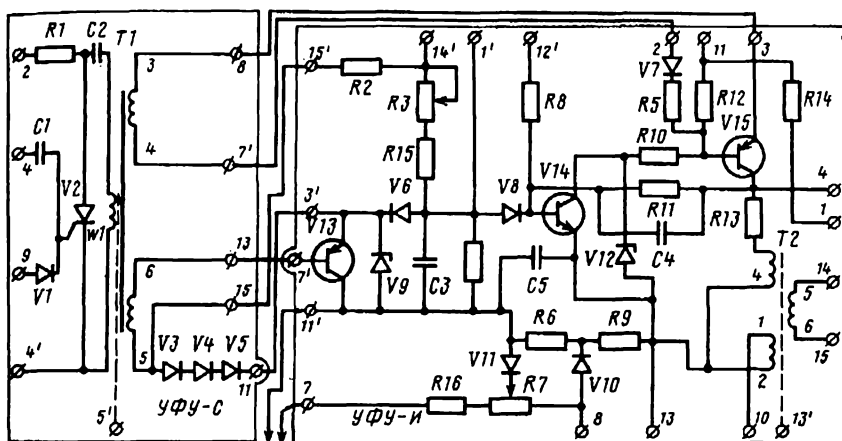 R1
C2
T1
2
3
8
15'
14'
1'
12'
2
11
3
V7
R2
R3
R8
R5
R12
R14
V15
C1
4
4
7'
R15
R10
V14
V2
w1
3'
V13
V6
V8
R11
4
R13
1
9
6
13
7'
V12
C4
T2
V1
15
V9
C3
C5
4
14
5
11'
6
5
V3
V4
V5
R6
R9
1
15
11
V11
V10
2
4'
7
R16
R7
5'
УФУ-С
УФУ-И
8
13
10
13'